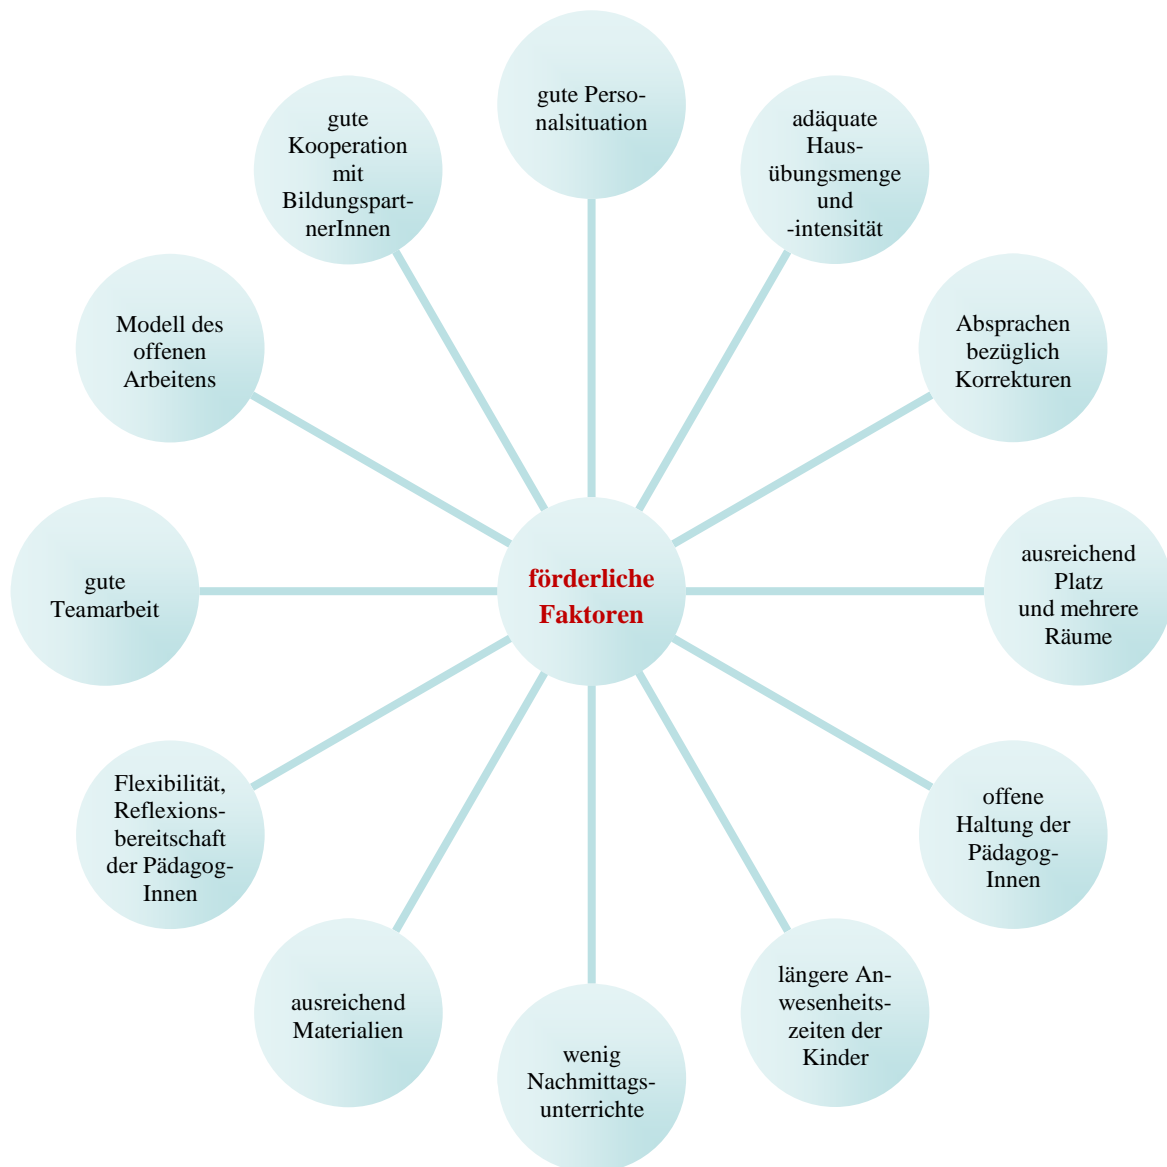 gute Perso-
nalsituation
adäquate
Haus-
übungsmenge
und
-intensität
Absprachen
bezüglich
Korrekturen
ausreichend
Platz
und mehrere
Räume
offene
Haltung der
Pädagog-
Innen
längere An-
wesenheits-
zeiten der
Kinder
wenig
Nachmittags-
unterrichte
ausreichend
Materialien
Flexibilität,
Reflexions-
bereitschaft
der Pädagog-
Innen
gute
Teamarbeit
Modell des
offenen
Arbeitens
gute
Kooperation
mit
Bildungspart-
nerInnen
förderliche
Faktoren